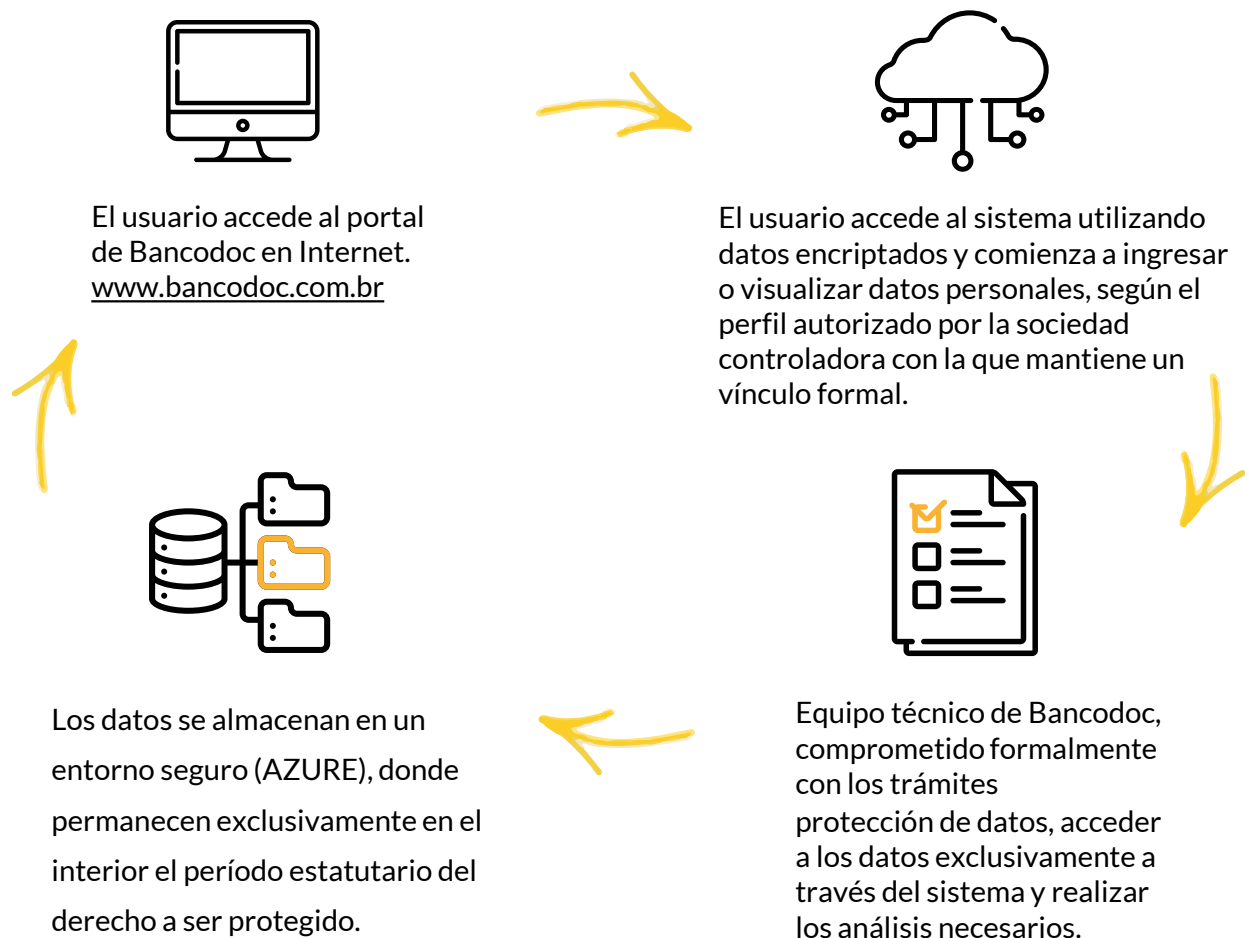 El usuario accede al portal
de Bancodoc en Internet.
www.bancodoc.com.br
El usuario accede al sistema utilizando
datos encriptados y comienza a ingresar
o visualizar datos personales, según el
perfil autorizado por la sociedad
controladora con la que mantiene un
vínculo formal.
Equipo técnico de Bancodoc,
comprometido formalmente
con los trámites
protección de datos, acceder
a los datos exclusivamente a
través del sistema y realizar
los análisis necesarios.
Los datos se almacenan en un
entorno seguro (AZURE), donde
permanecen exclusivamente en el
interior el período estatutario del
derecho a ser protegido.